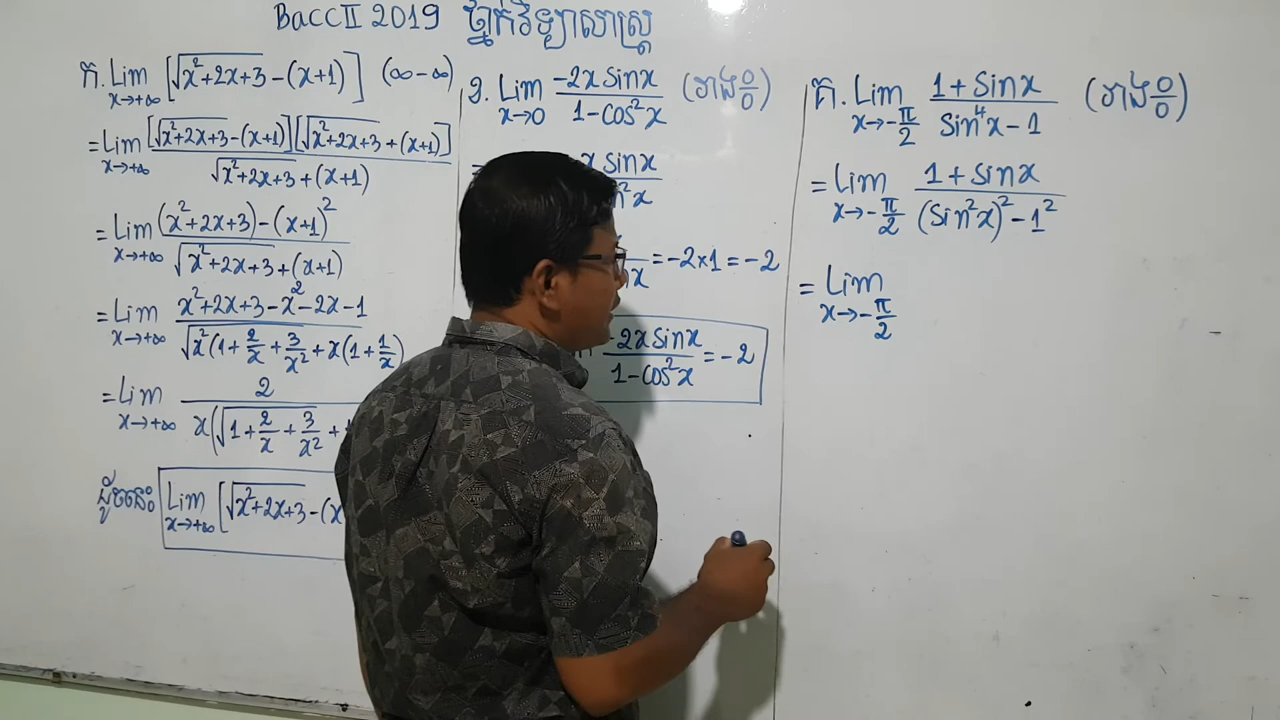 BaccII 2019 ថ្នាក់វិទ្យាសាស្ត្រ
ក. Lim x→+∞ [√(x²+2x+3) -(x+1)] (∞-∞)
= Lim x→+∞ [√(x²+2x+3) -(x+1)][√(x²+2x+3) +(x+1)] / √(x²+2x+3) +(x+1)
= Lim x→+∞ (x²+2x+3)-(x+1)² / √(x²+2x+3) +(x+1)
= Lim x→+∞ x²+2x+3-x²-2x-1 / √x²(1+2/x+3/x²+x(1+1/x)
= Lim x→+∞ 2 / x(√(1+2/x+3/x²) +
ដូចនេះ Lim x→+∞ [√(x²+2x+3) -(x
ខ. Lim x→0 -2x Sinx / 1-Cos²x (រាង 0/0)
x Sinx / n²x
= -2×1 = -2
-2x Sinx / 1-Cos²x = -2
គ. Lim x→-π/2 1+Sinx / Sin⁴x-1 (រាង 0/0)
= Lim x→-π/2 1+Sinx / (Sin²x)²-1²
= Lim x→-π/2